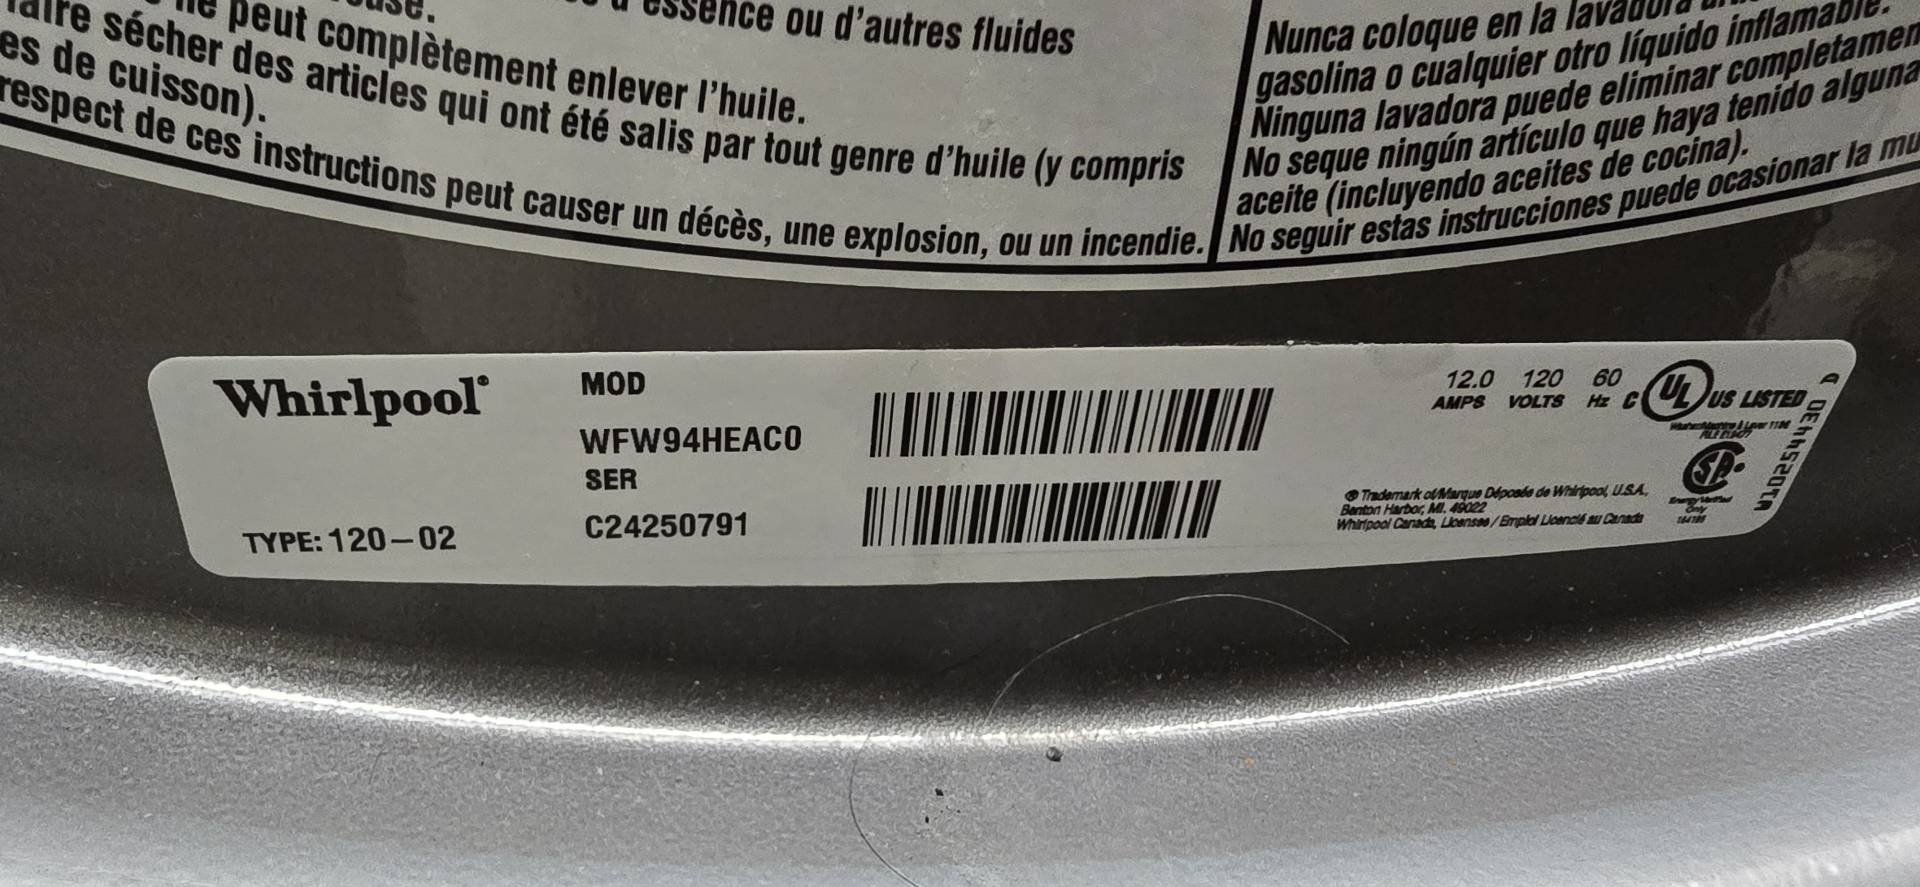 ne peut complètement enlever l'huile.
faire sécher des articles qui ont été salis par tout genre d'huile (y compris
es de cuisson).
respect de ces instructions peut causer un décès, une explosion, ou un incendie.
essence ou d'autres fluides
Nunca coloque en la lavadora
gasolina o cualquier otro líquido inflamable.
Ninguna lavadora puede eliminar completamen
No seque ningún artículo que haya tenido alguna
aceite (incluyendo aceites de cocina).
No seguir estas instrucciones puede ocasionar la mu
Whirlpool®
TYPE: 120-02
MOD
WFW94HEAC0
SER
C24250791
12.0 120 60
AMPS VOLTS Hz
C UL US LISTED
® Trademark of/Marque Déposée de Whirlpool, U.S.A.,
Benton Harbor, MI. 49022
Whirlpool Canada, Licensee / Emploi Licencié au Canada
Energy Verified
Only